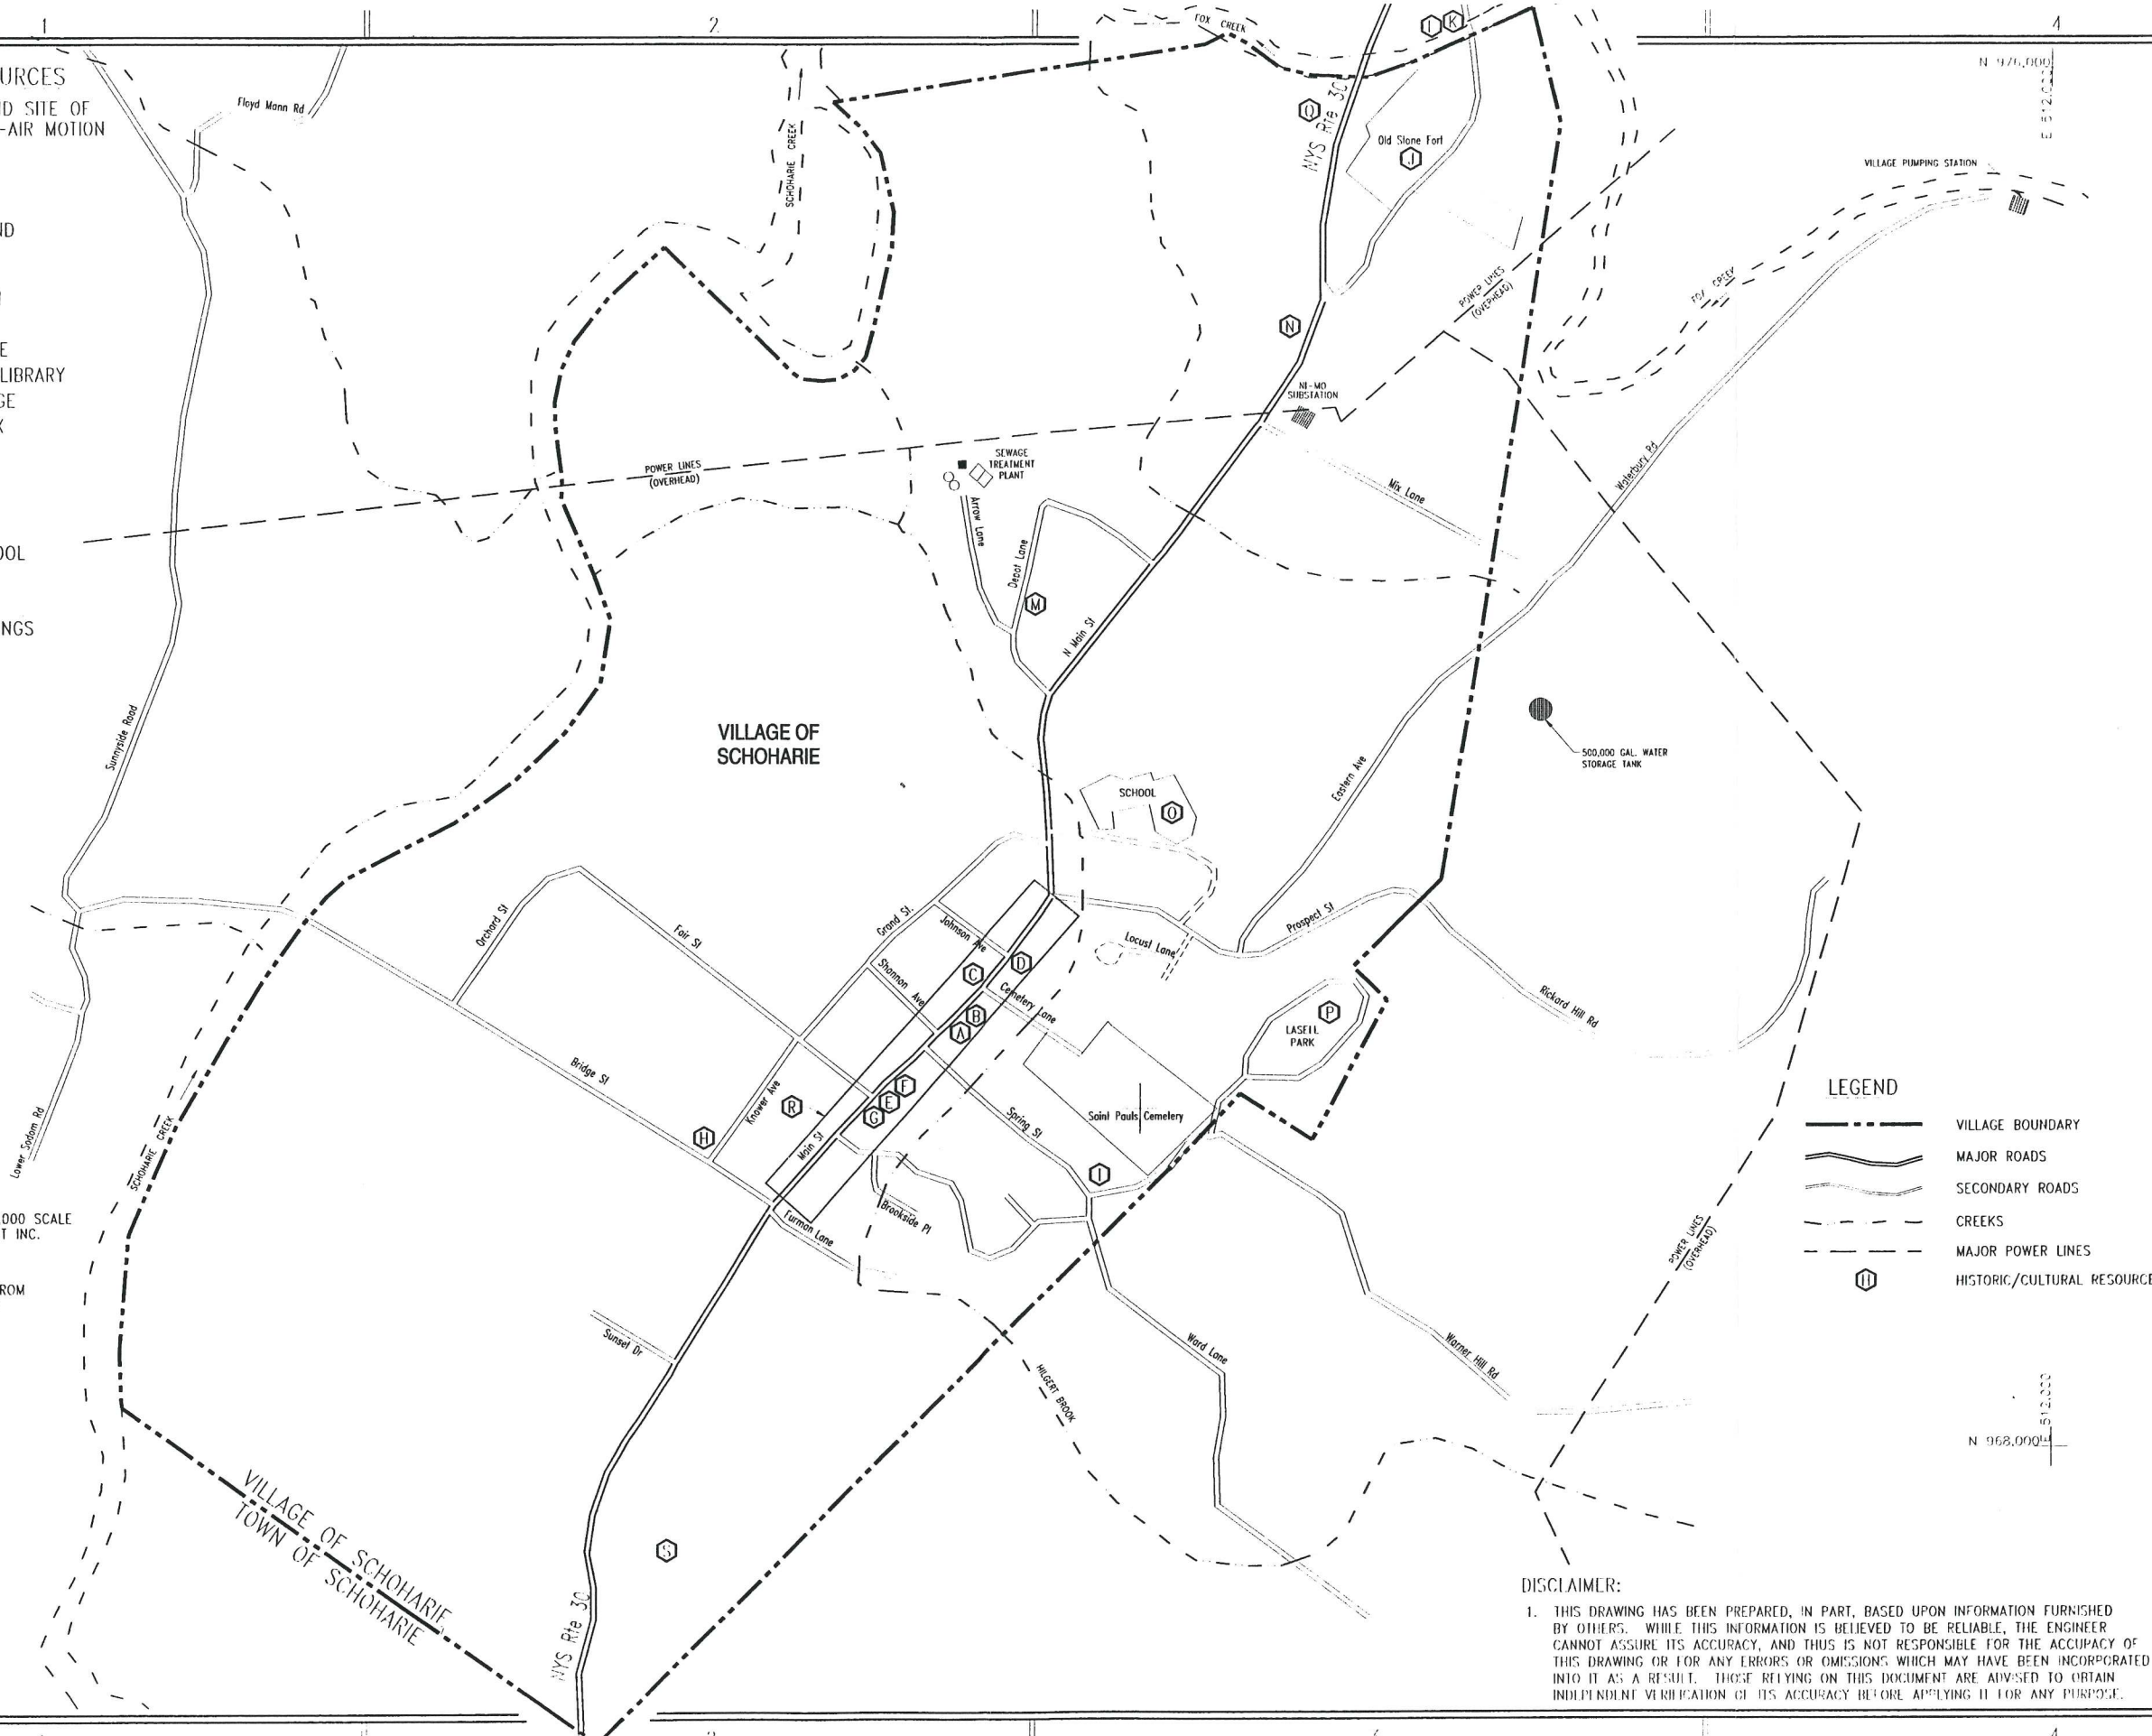 1
2
4
URCES
ID SITE OF
-AIR MOTION
ND
E
LIBRARY
GE
OOL
NGS
000 SCALE
T INC.
ROM
FOX CREEK
L
K
N 976,000
E 512,000
Floyd Mann Rd
SCHOHARIE CREEK
Q
NYS Rte 30
Old Stone Fort
J
VILLAGE PUMPING STATION
POWER LINES
(OVERHEAD)
FOX CREEK
N
NI-MO
SUBSTATION
POWER LINES
(OVERHEAD)
SEWAGE
TREATMENT
PLANT
Arrow Lane
Depot Lane
M
N Main St
Mix Lane
Waterbury Rd
Sunnyside Road
VILLAGE OF
SCHOHARIE
500,000 GAL. WATER
STORAGE TANK
Eastern Ave
SCHOOL
O
Orchard St
Fair St
Grand St.
Johnson Ave
Shannon Ave
C
D
Cemetery Lane
Locust Lane
Prospect St
B
A
Rickard Hill Rd
P
LASELL
PARK
Bridge St
Knower Ave
R
F
E
G
H
Main St
Spring St
Saint Pauls Cemetery
I
Lower Sodom Rd
SCHOHARIE CREEK
Furman Lane
Brookside Pl
Sunset Dr
HILGERT BROOK
Ward Lane
Warner Hill Rd
POWER LINES
(OVERHEAD)
LEGEND
VILLAGE BOUNDARY
MAJOR ROADS
SECONDARY ROADS
CREEKS
MAJOR POWER LINES
H
HISTORIC/CULTURAL RESOURCE
512,000
N 968,000
VILLAGE OF SCHOHARIE
TOWN OF SCHOHARIE
S
NYS Rte 30
DISCLAIMER:
1. THIS DRAWING HAS BEEN PREPARED, IN PART, BASED UPON INFORMATION FURNISHED
BY OTHERS. WHILE THIS INFORMATION IS BELIEVED TO BE RELIABLE, THE ENGINEER
CANNOT ASSURE ITS ACCURACY, AND THUS IS NOT RESPONSIBLE FOR THE ACCURACY OF
THIS DRAWING OR FOR ANY ERRORS OR OMISSIONS WHICH MAY HAVE BEEN INCORPORATED
INTO IT AS A RESULT. THOSE RELYING ON THIS DOCUMENT ARE ADVISED TO OBTAIN
INDEPENDENT VERIFICATION OF ITS ACCURACY BEFORE APPLYING IT FOR ANY PURPOSE.